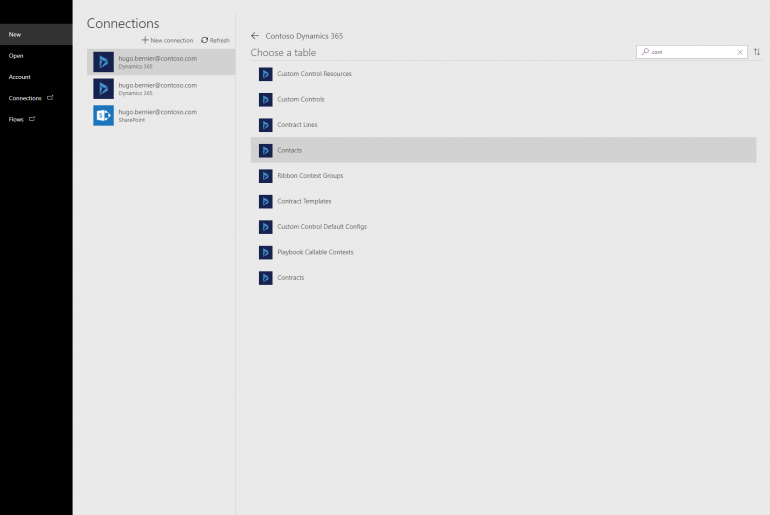 New
Open
Account
Connections
Flows
Connections
New connection
Refresh
hugo.bernier@contoso.com
Dynamics 365
hugo.bernier@contoso.com
Dynamics 365
hugo.bernier@contoso.com
SharePoint
Contoso Dynamics 365
Choose a table
cont
Custom Control Resources
Custom Controls
Contract Lines
Contacts
Ribbon Context Groups
Contract Templates
Custom Control Default Configs
Playbook Callable Contexts
Contracts